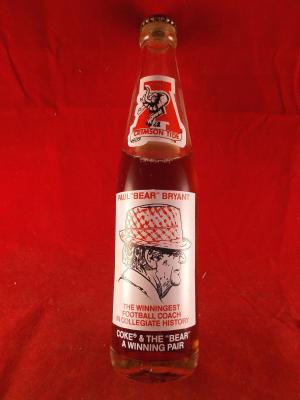 A
CRIMSON TIDE
PAUL "BEAR" BRYANT
THE WINNINGEST
FOOTBALL COACH
IN COLLEGIATE HISTORY
COKE® & THE "BEAR"
A WINNING PAIR